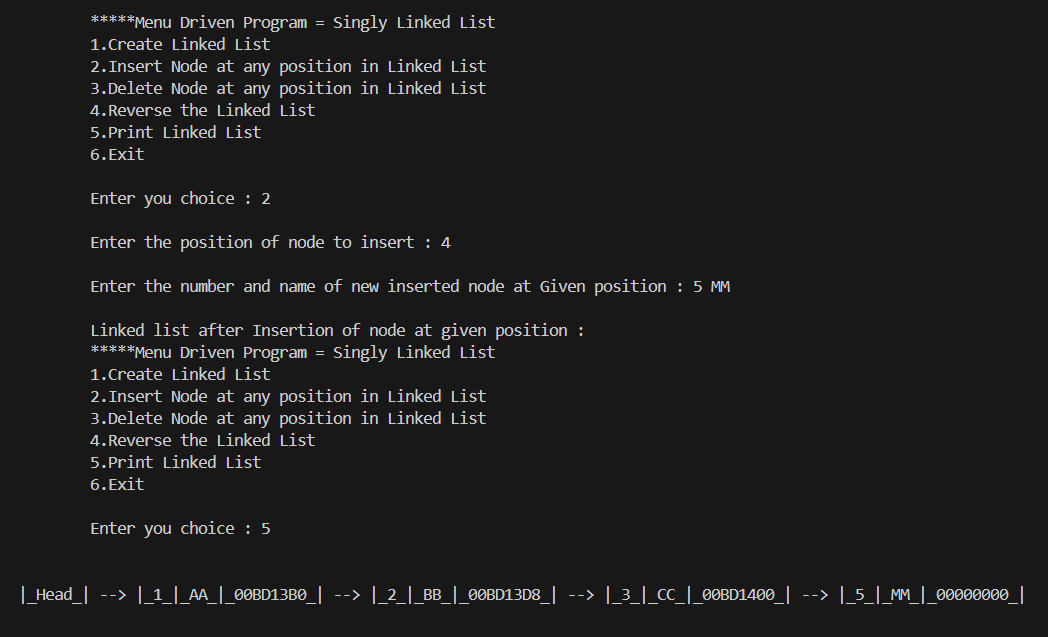 *****Menu Driven Program = Singly Linked List
1.Create Linked List
2.Insert Node at any position in Linked List
3.Delete Node at any position in Linked List
4.Reverse the Linked List
5.Print Linked List
6.Exit
Enter you choice : 2
Enter the position of node to insert : 4
Enter the number and name of new inserted node at Given position : 5 MM
Linked list after Insertion of node at given position :
*****Menu Driven Program = Singly Linked List
1.Create Linked List
2.Insert Node at any position in Linked List
3.Delete Node at any position in Linked List
4.Reverse the Linked List
5.Print Linked List
6.Exit
Enter you choice : 5
|_Head_| --> |_1_|_AA_|_00BD13B0_| --> |_2_|_BB_|_00BD13D8_| --> |_3_|_CC_|_00BD1400_| --> |_5_|_MM_|_00000000_|